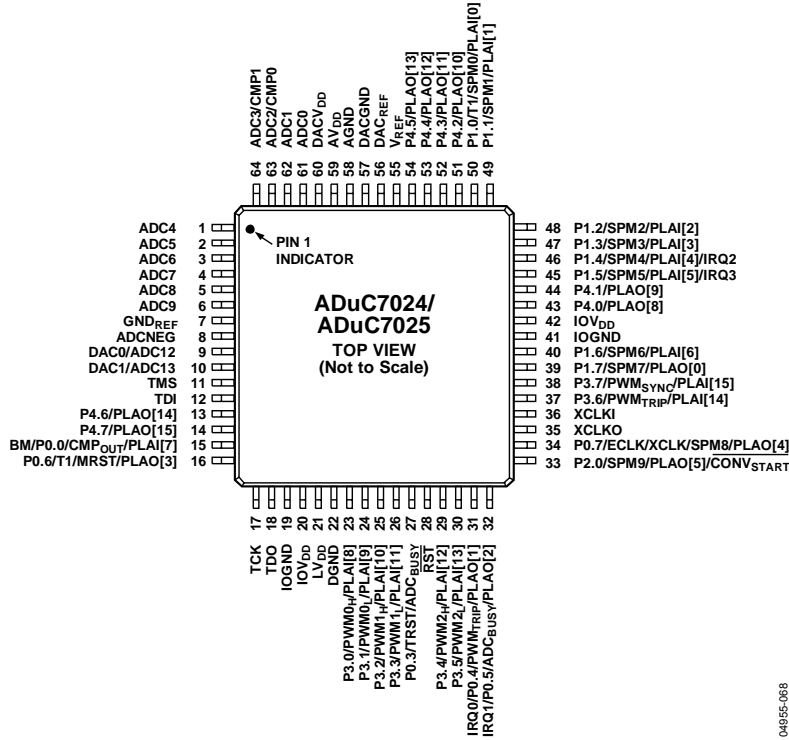 ADC3/CMP1
ADC2/CMP0
ADC1
ADC0
DACVDD
AVDD
AGND
DACGND
DACREF
VREF
P4.5/PLAO[13]
P4.4/PLAO[12]
P4.3/PLAO[11]
P4.2/PLAO[10]
P1.0/T1/SPM0/PLAI[0]
P1.1/SPM1/PLAI[1]
64 63 62 61 60 59 58 57 56 55 54 53 52 51 50 49
ADC4 1
ADC5 2
ADC6 3
ADC7 4
ADC8 5
ADC9 6
GNDREF 7
ADCNEG 8
DAC0/ADC12 9
DAC1/ADC13 10
TMS 11
TDI 12
P4.6/PLAO[14] 13
P4.7/PLAO[15] 14
BM/P0.0/CMPOUT/PLAI[7] 15
P0.6/T1/MRST/PLAO[3] 16
PIN 1
INDICATOR
ADuC7024/
ADuC7025
TOP VIEW
(Not to Scale)
48 P1.2/SPM2/PLAI[2]
47 P1.3/SPM3/PLAI[3]
46 P1.4/SPM4/PLAI[4]/IRQ2
45 P1.5/SPM5/PLAI[5]/IRQ3
44 P4.1/PLAO[9]
43 P4.0/PLAO[8]
42 IOVDD
41 IOGND
40 P1.6/SPM6/PLAI[6]
39 P1.7/SPM7/PLAO[0]
38 P3.7/PWMSYNC/PLAI[15]
37 P3.6/PWMTRIP/PLAI[14]
36 XCLKI
35 XCLKO
34 P0.7/ECLK/XCLK/SPM8/PLAO[4]
33 P2.0/SPM9/PLAO[5]/CONVSTART
17 18 19 20 21 22 23 24 25 26 27 28 29 30 31 32
TCK
TDO
IOGND
IOVDD
LVDD
DGND
P3.0/PWM0H/PLAI[8]
P3.1/PWM0L/PLAI[9]
P3.2/PWM1H/PLAI[10]
P3.3/PWM1L/PLAI[11]
P0.3/TRST/ADCBUSY
RST
P3.4/PWM2H/PLAI[12]
P3.5/PWM2L/PLAI[13]
IRQ0/P0.4/PWMTRIP/PLAO[1]
IRQ1/P0.5/ADCBUSY/PLAO[2]
04955-068